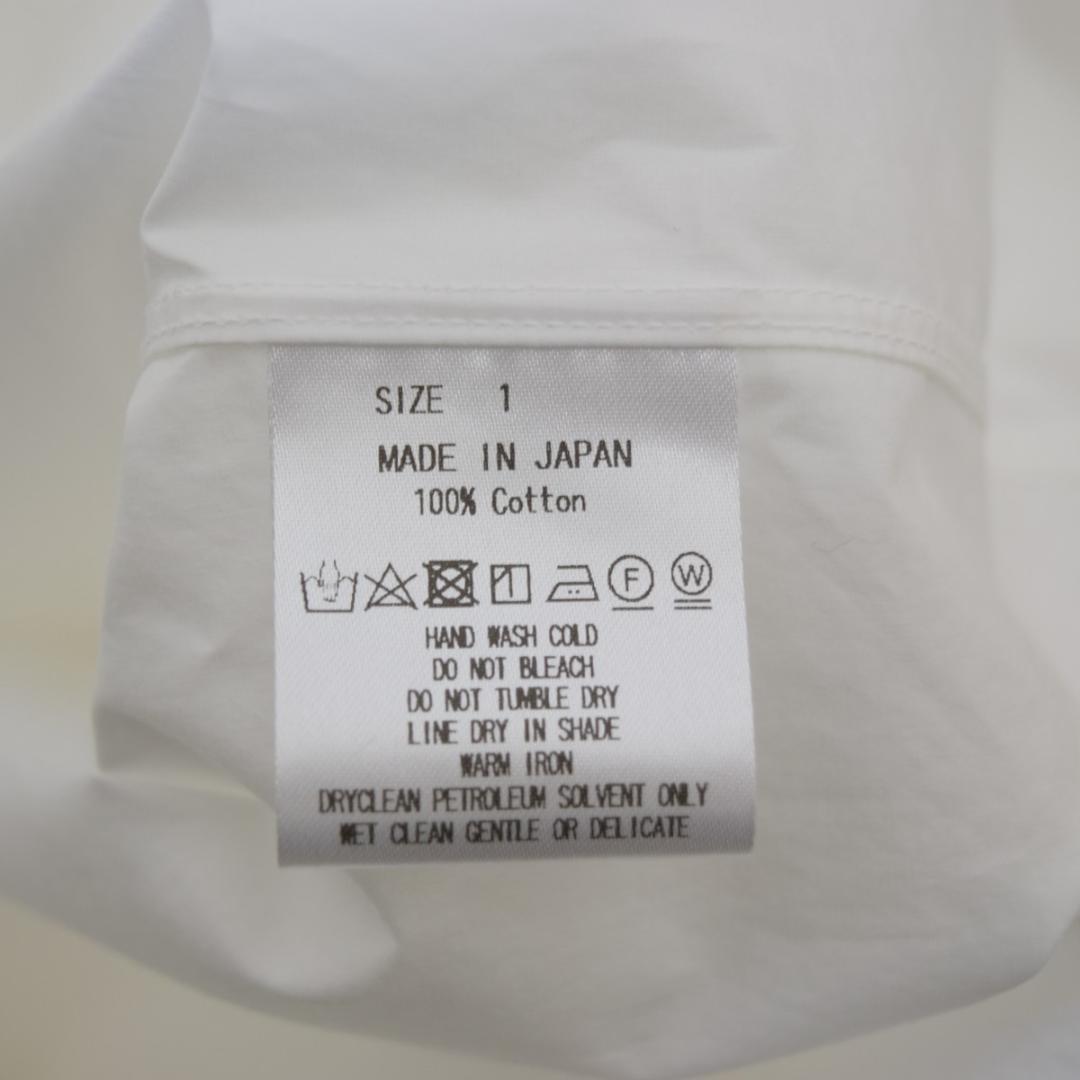 SIZE 1
MADE IN JAPAN
100% Cotton
F W
HAND WASH COLD
DO NOT BLEACH
DO NOT TUMBLE DRY
LINE DRY IN SHADE
WARM IRON
DRYCLEAN PETROLEUM SOLVENT ONLY
WET CLEAN GENTLE OR DELICATE